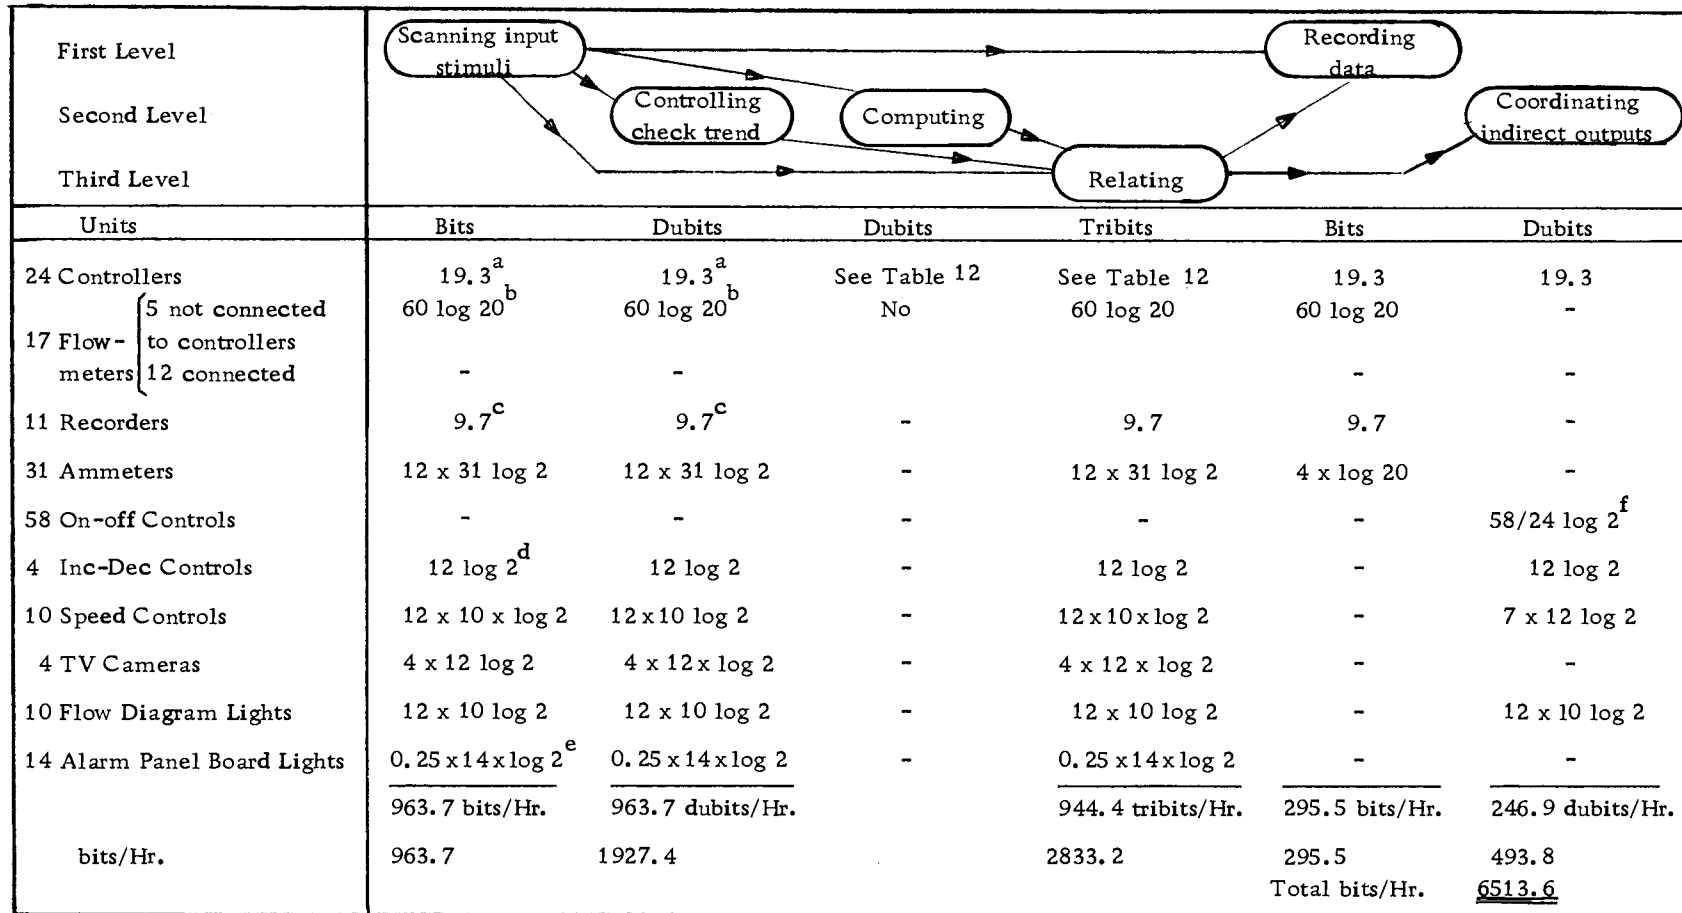 First Level
Scanning input
stimuli
Recording
data
Second Level
Controlling
check trend
Computing
Coordinating
indirect outputs
Third Level
Relating
Units Bits Dubits Dubits Tribits Bits Dubits
24 Controllers 19.3a 19.3a See Table 12 See Table 12 19.3 19.3
5 not connected 60 log 20b 60 log 20b No 60 log 20 60 log 20 -
17 Flow- to controllers
meters 12 connected - - - -
11 Recorders 9.7c 9.7c - 9.7 9.7 -
31 Ammeters 12 x 31 log 2 12 x 31 log 2 - 12 x 31 log 2 4 x log 20 -
58 On-off Controls - - - - - 58/24 log 2f
4 Inc-Dec Controls 12 log 2d 12 log 2 - 12 log 2 - 12 log 2
10 Speed Controls 12 x 10 x log 2 12x10 log 2 - 12x10x log 2 - 7 x 12 log 2
4 TV Cameras 4 x 12 log 2 4 x 12x log 2 - 4 x 12 x log 2 - -
10 Flow Diagram Lights 12 x 10 log 2 12 x 10 log 2 - 12 x 10 log 2 - 12 x 10 log 2
14 Alarm Panel Board Lights 0.25x14xlog 2e 0.25x14xlog 2 - 0.25x14xlog 2 - -
963.7 bits/Hr. 963.7 dubits/Hr. 944.4 tribits/Hr. 295.5 bits/Hr. 246.9 dubits/Hr.
bits/Hr. 963.7 1927.4 2833.2 295.5 493.8
Total bits/Hr. 6513.6